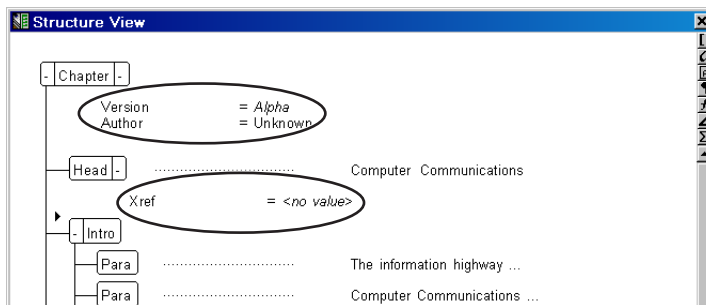 Structure View
- Chapter -
Version = Alpha
Author = Unknown
Head - .................................. Computer Communications
Xref = <no value>
- Intro
Para .................................. The information highway ...
Para .................................. Computer Communications ...